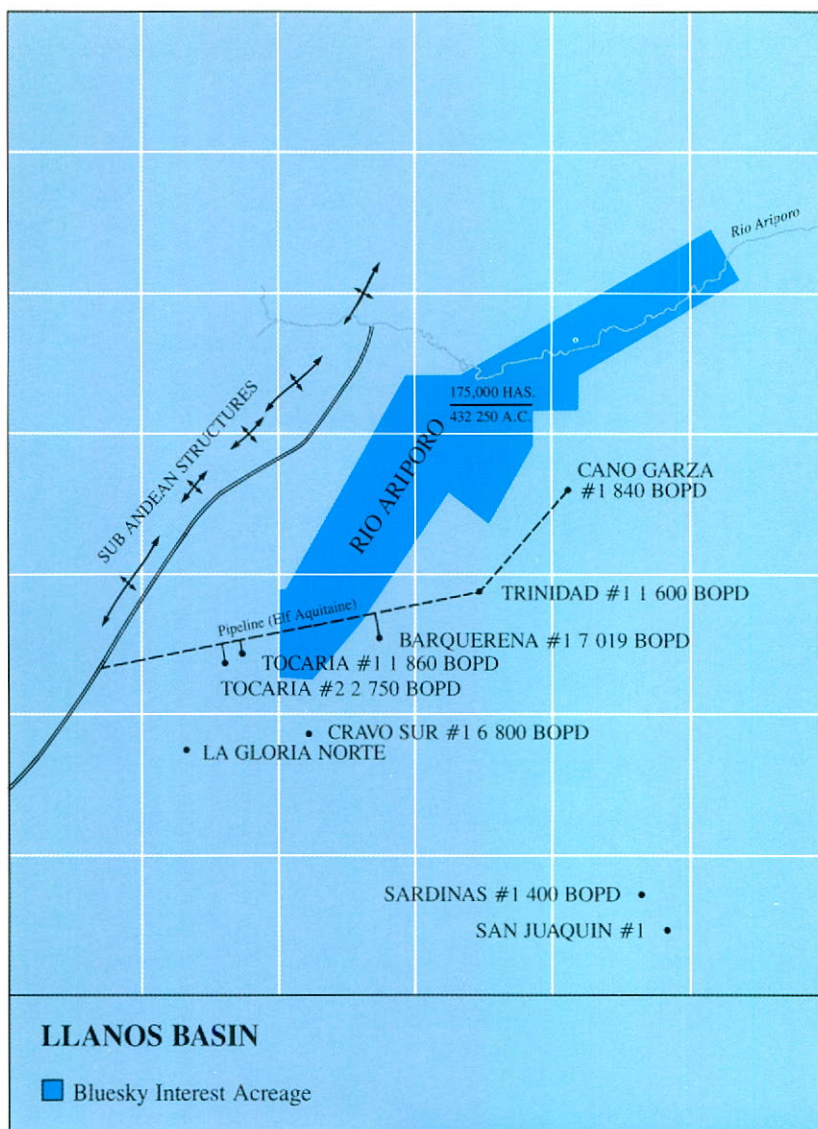 Rio Ariporo
175,000 HAS.
432 250 A.C.
SUB ANDEAN STRUCTURES
RIO ARIPORO
CANO GARZA
#1 840 BOPD
TRINIDAD #1 1 600 BOPD
Pipeline (Elf Aquitaine)
BARQUERENA #1 7 019 BOPD
TOCARIA #1 1 860 BOPD
TOCARIA #2 2 750 BOPD
CRAVO SUR #1 6 800 BOPD
LA GLORIA NORTE
SARDINAS #1 400 BOPD
SAN JUAQUIN #1
LLANOS BASIN
Bluesky Interest Acreage